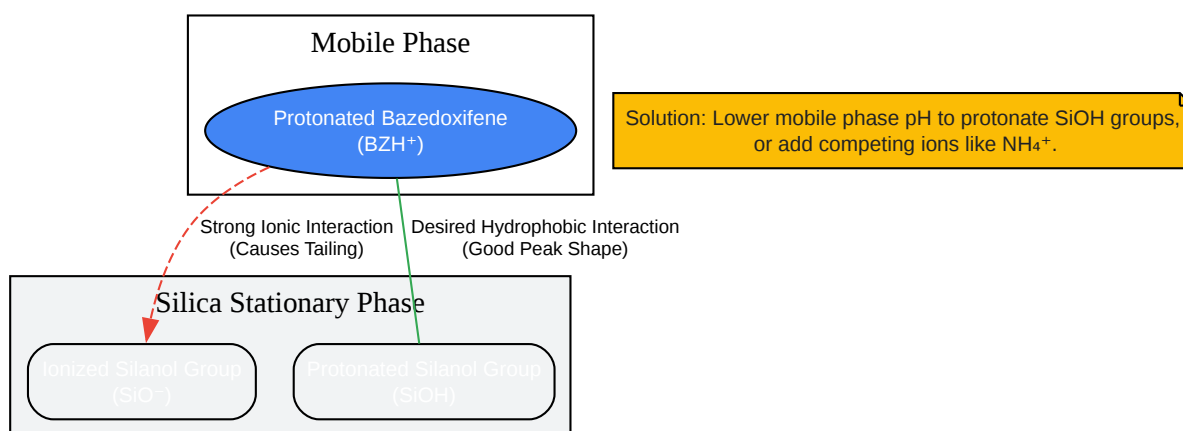 Mobile Phase
Protonated Bazedoxifene
(BZH⁺)
Solution: Lower mobile phase pH to protonate SiOH groups,
or add competing ions like NH₄⁺.
Strong Ionic Interaction
(Causes Tailing)
Desired Hydrophobic Interaction
(Good Peak Shape)
Silica Stationary Phase
Ionized Silanol Group
(SiO⁻)
Protonated Silanol Group
(SiOH)